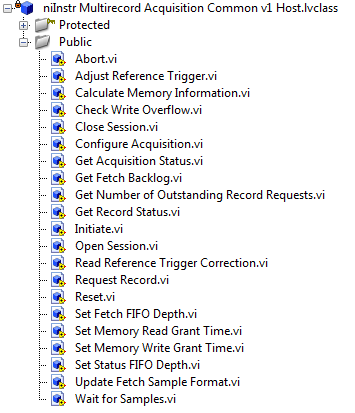 niInstr Multirecord Acquisition Common v1 Host.lvclass
Protected
Public
Abort.vi
Adjust Reference Trigger.vi
Calculate Memory Information.vi
Check Write Overflow.vi
Close Session.vi
Configure Acquisition.vi
Get Acquisition Status.vi
Get Fetch Backlog.vi
Get Number of Outstanding Record Requests.vi
Get Record Status.vi
Initiate.vi
Open Session.vi
Read Reference Trigger Correction.vi
Request Record.vi
Reset.vi
Set Fetch FIFO Depth.vi
Set Memory Read Grant Time.vi
Set Memory Write Grant Time.vi
Set Status FIFO Depth.vi
Update Fetch Sample Format.vi
Wait for Samples.vi